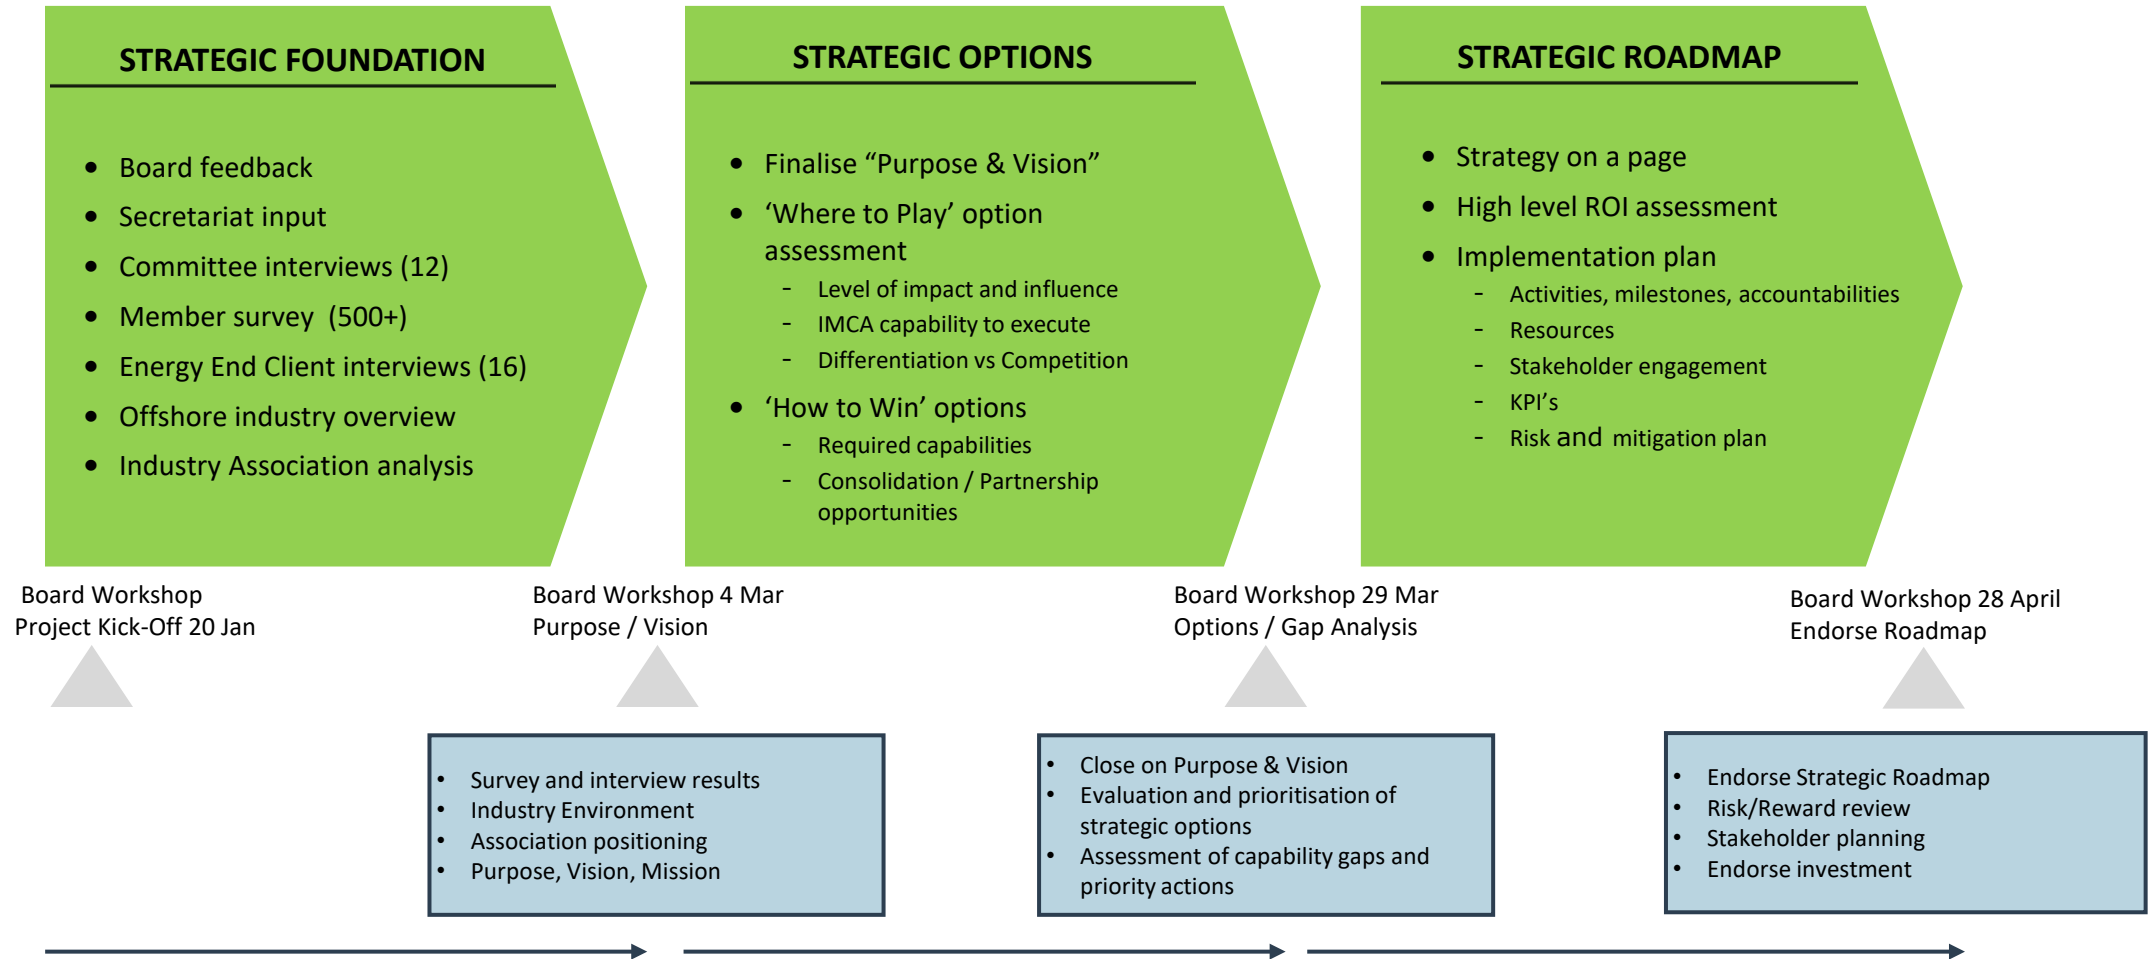 STRATEGIC FOUNDATION
• Board feedback
• Secretariat input
• Committee interviews (12)
• Member survey (500+)
• Energy End Client interviews (16)
• Offshore industry overview
• Industry Association analysis
STRATEGIC OPTIONS
• Finalise “Purpose & Vision”
• ‘Where to Play’ option
assessment
- Level of impact and influence
- IMCA capability to execute
- Differentiation vs Competition
• ‘How to Win’ options
- Required capabilities
- Consolidation / Partnership
opportunities
STRATEGIC ROADMAP
• Strategy on a page
• High level ROI assessment
• Implementation plan
- Activities, milestones, accountabilities
- Resources
- Stakeholder engagement
- KPI’s
- Risk and mitigation plan
Board Workshop
Project Kick-Off 20 Jan
Board Workshop 4 Mar
Purpose / Vision
Board Workshop 29 Mar
Options / Gap Analysis
Board Workshop 28 April
Endorse Roadmap
• Survey and interview results
• Industry Environment
• Association positioning
• Purpose, Vision, Mission
• Close on Purpose & Vision
• Evaluation and prioritisation of
strategic options
• Assessment of capability gaps and
priority actions
• Endorse Strategic Roadmap
• Risk/Reward review
• Stakeholder planning
• Endorse investment